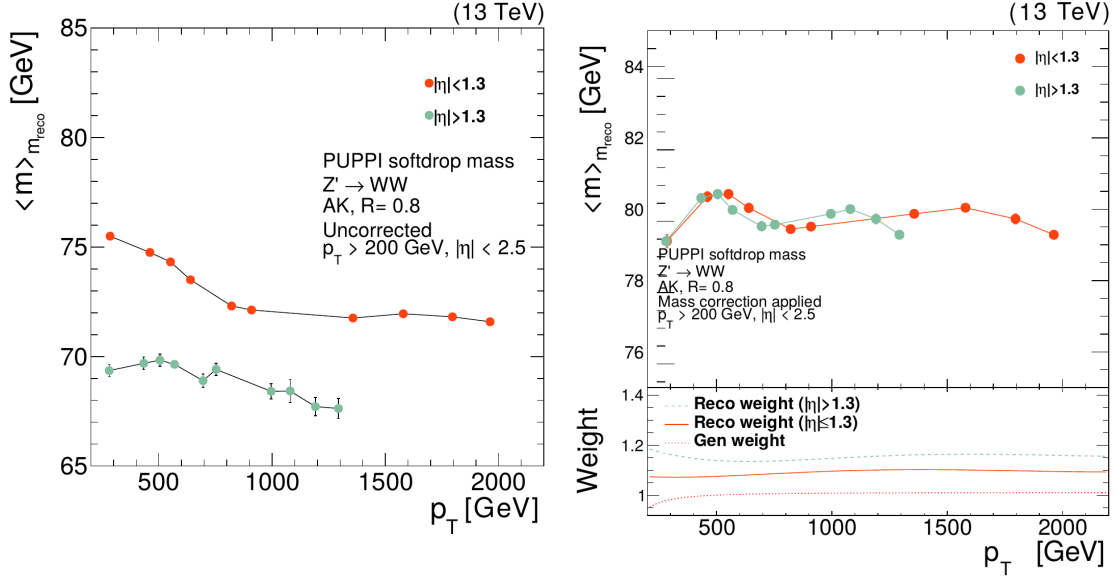 (13 TeV)
85
80
75
70
65
<m> m_reco [GeV]
|η|<1.3
|η|>1.3
PUPPI softdrop mass
Z' → WW
AK, R= 0.8
Uncorrected
p_T > 200 GeV, |η| < 2.5
500 1000 1500 2000
p_T [GeV]
(13 TeV)
84
82
80
78
76
<m> m_reco [GeV]
|η|<1.3
|η|>1.3
PUPPI softdrop mass
Z' → WW
AK, R= 0.8
Mass correction applied
p_T > 200 GeV, |η| < 2.5
1.4
1.2
1
Weight
Reco weight (|η|>1.3)
Reco weight (|η|≤1.3)
Gen weight
500 1000 1500 2000
p_T [GeV]